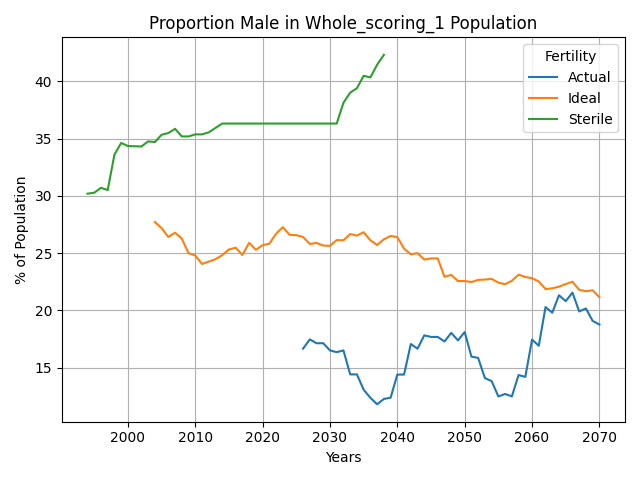 Proportion Male in Whole_scoring_1 Population
Fertility
Actual
Ideal
Sterile
% of Population
40
35
30
25
20
15
2000
2010
2020
2030
2040
2050
2060
2070
Years